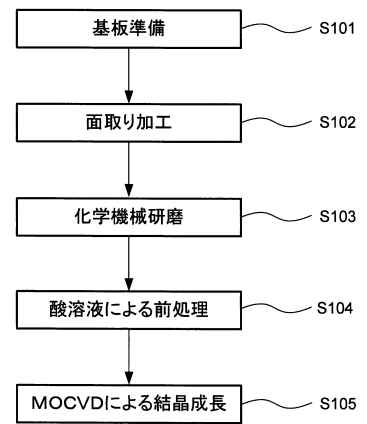 基板準備 S101
面取り加工 S102
化学機械研磨 S103
酸溶液による前処理 S104
MOCVDによる結晶成長 S105